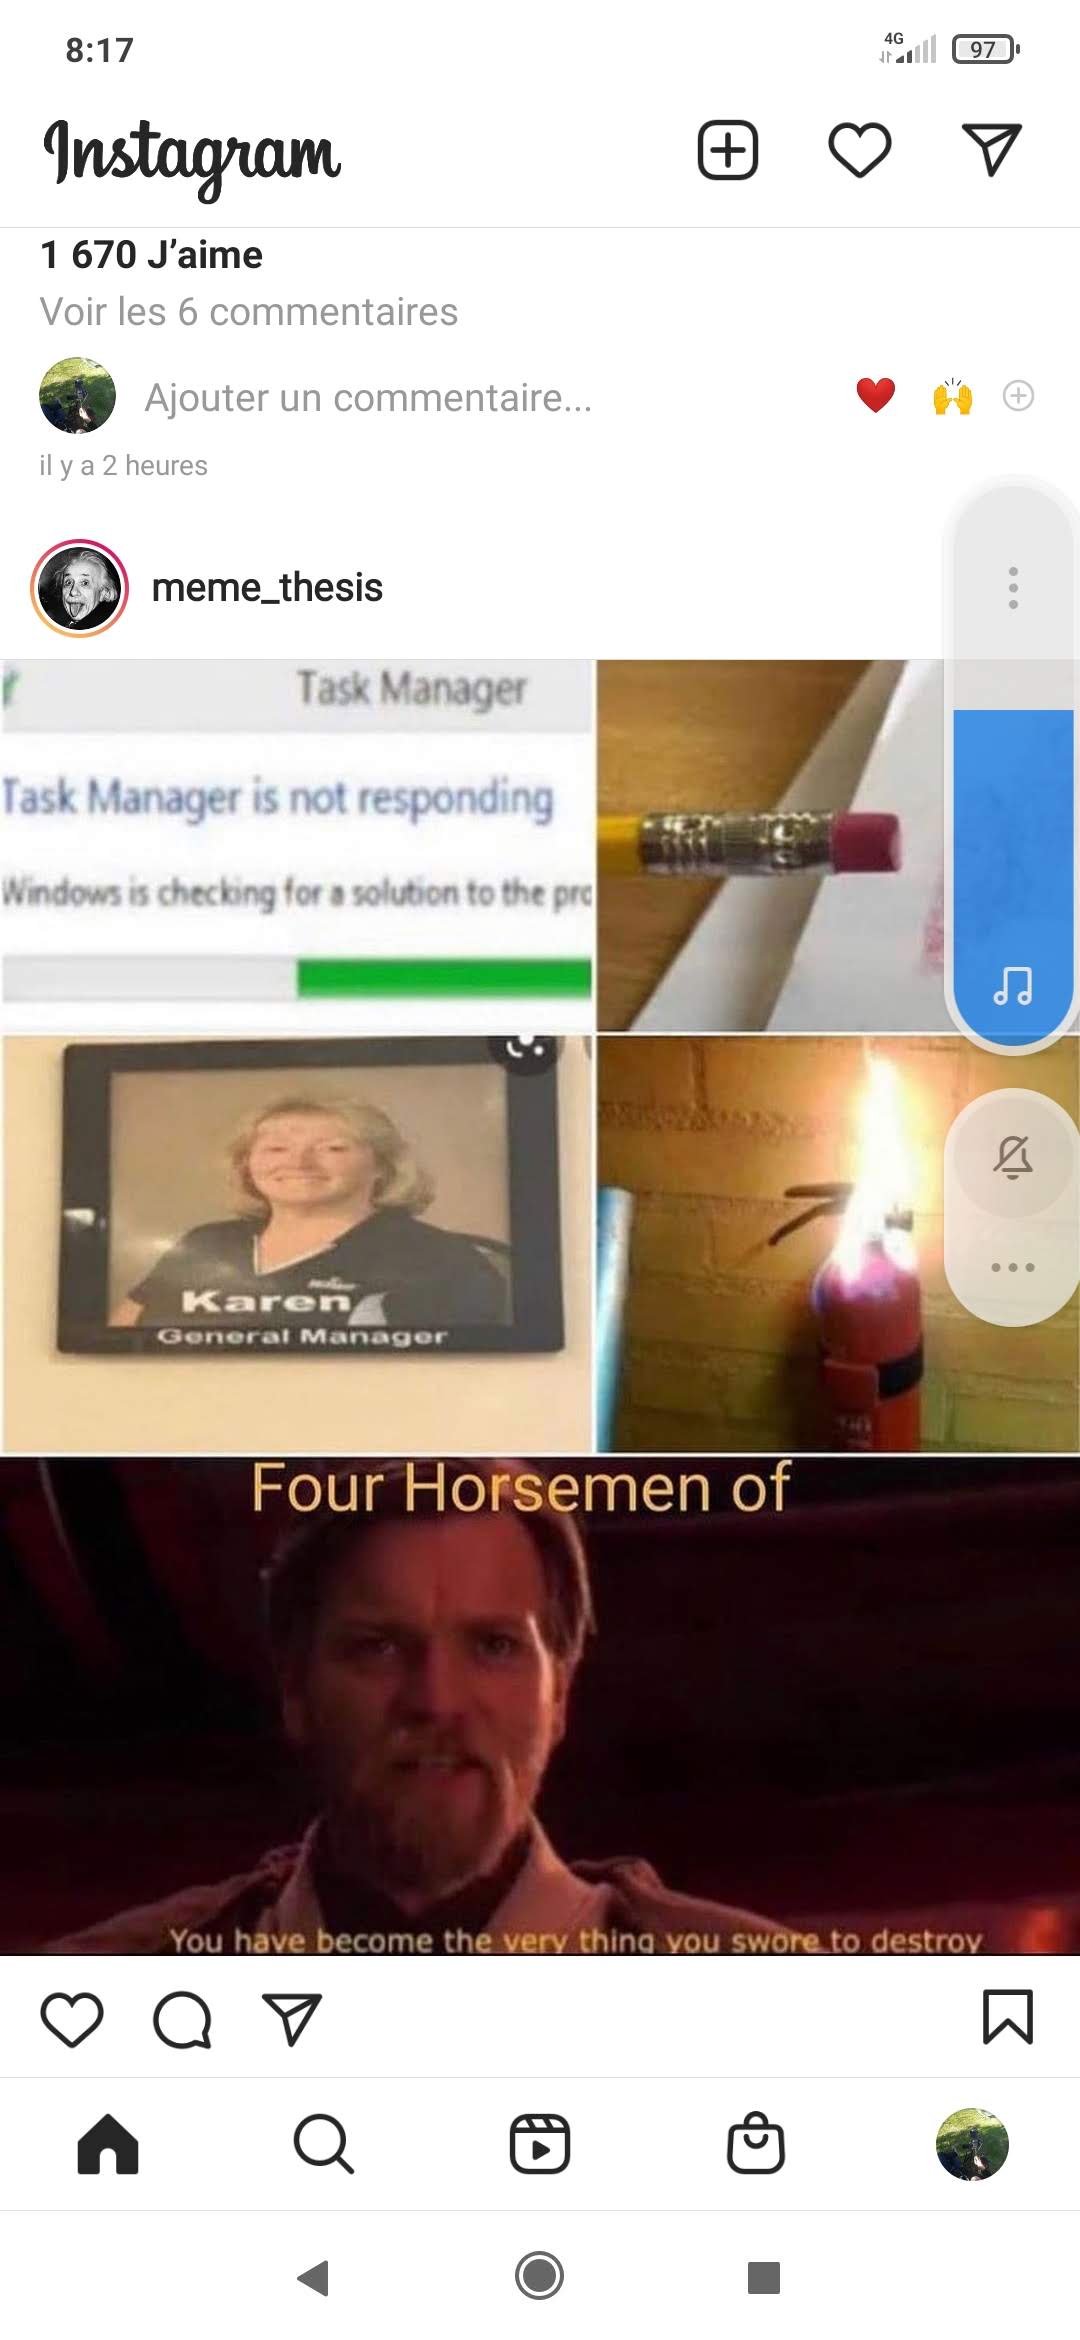 8:17
4G
97
Instagram
1 670 J’aime
Voir les 6 commentaires
Ajouter un commentaire...
il y a 2 heures
meme_thesis
Task Manager
Task Manager is not responding
Windows is checking for a solution to the pro
Karen
General Manager
Four Horsemen of
You have become the very thing you swore to destroy